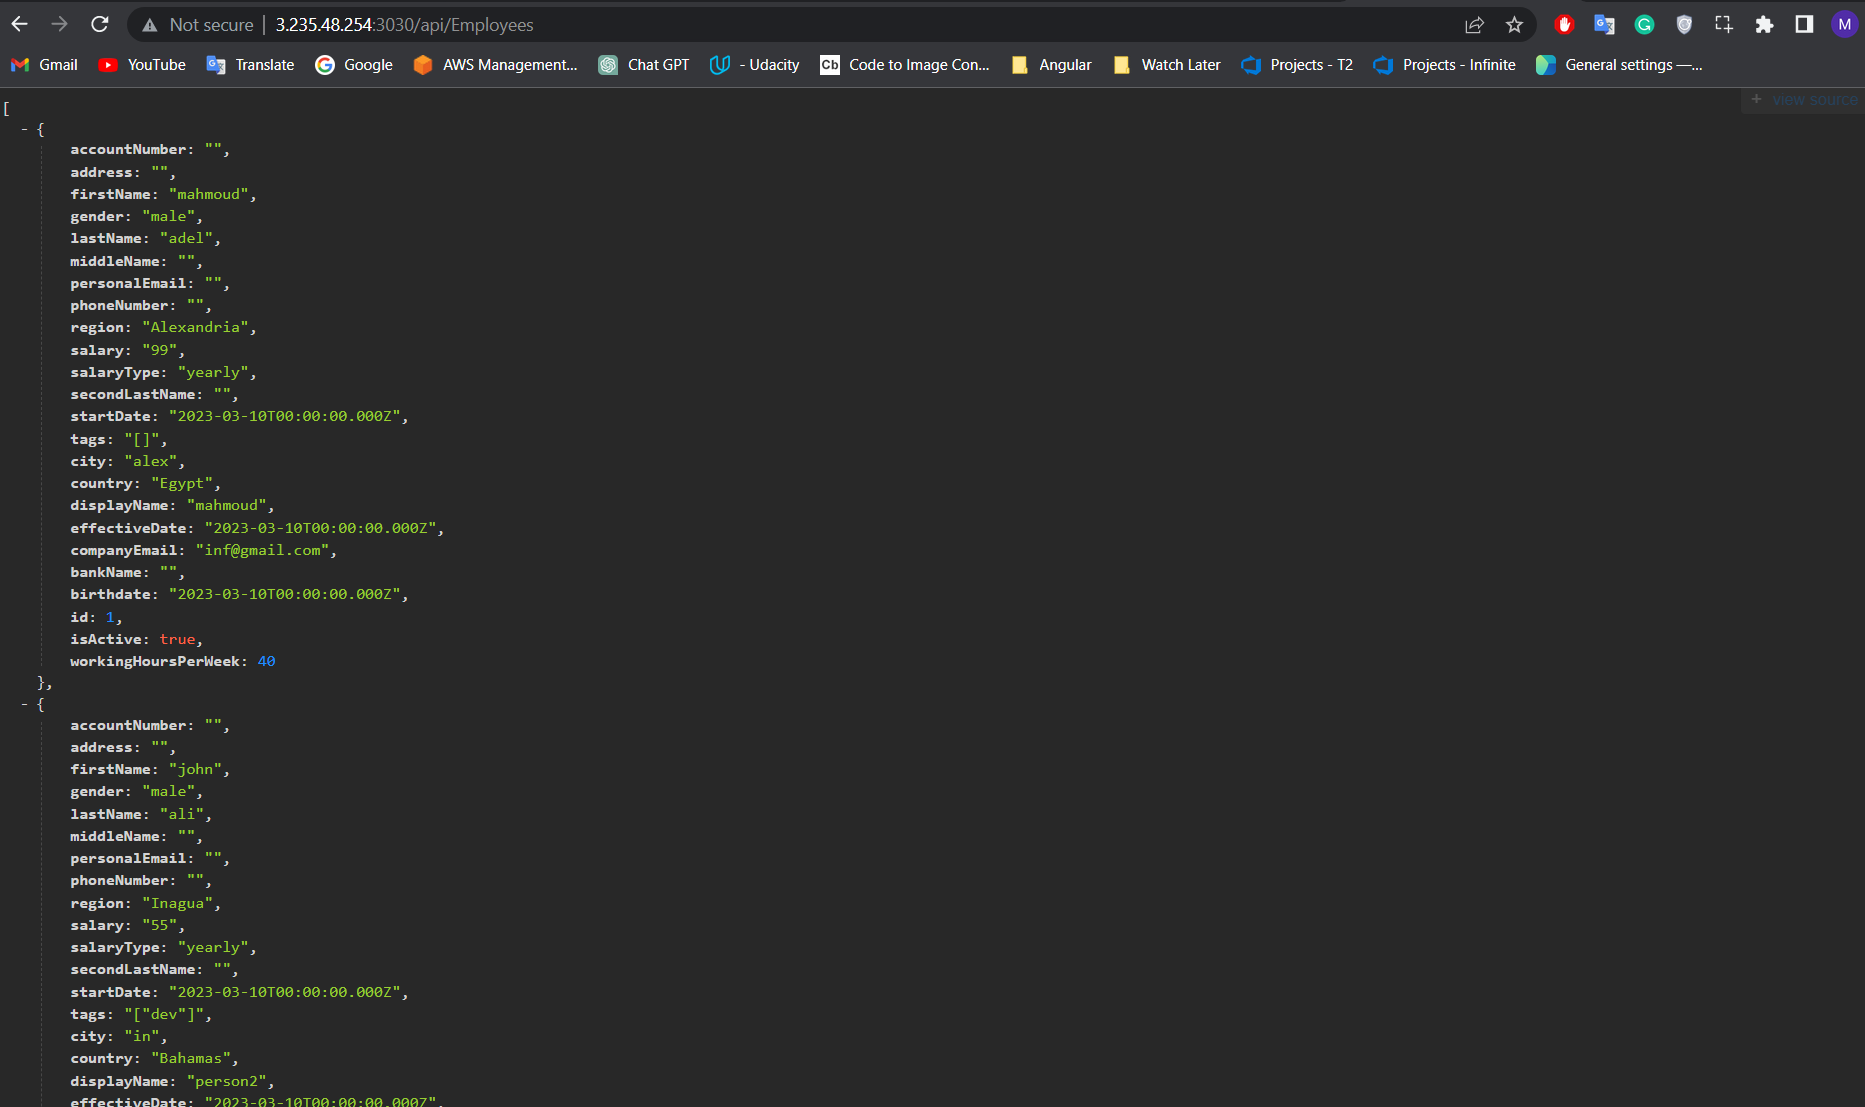 Not secure | 3.235.48.254:3030/api/Employees M
Gmail YouTube Translate Google AWS Management... Chat GPT - Udacity Cb Code to Image Con... Angular Watch Later Projects - T2 Projects - Infinite General settings —...
+ view source
[
- {
accountNumber: "",
address: "",
firstName: "mahmoud",
gender: "male",
lastName: "adel",
middleName: "",
personalEmail: "",
phoneNumber: "",
region: "Alexandria",
salary: "99",
salaryType: "yearly",
secondLastName: "",
startDate: "2023-03-10T00:00:00.000Z",
tags: "[]",
city: "alex",
country: "Egypt",
displayName: "mahmoud",
effectiveDate: "2023-03-10T00:00:00.000Z",
companyEmail: "inf@gmail.com",
bankName: "",
birthdate: "2023-03-10T00:00:00.000Z",
id: 1,
isActive: true,
workingHoursPerWeek: 40
},
- {
accountNumber: "",
address: "",
firstName: "john",
gender: "male",
lastName: "ali",
middleName: "",
personalEmail: "",
phoneNumber: "",
region: "Inagua",
salary: "55",
salaryType: "yearly",
secondLastName: "",
startDate: "2023-03-10T00:00:00.000Z",
tags: "["dev"]",
city: "in",
country: "Bahamas",
displayName: "person2",
effectiveDate: "2023-03-10T00:00:00.000Z",